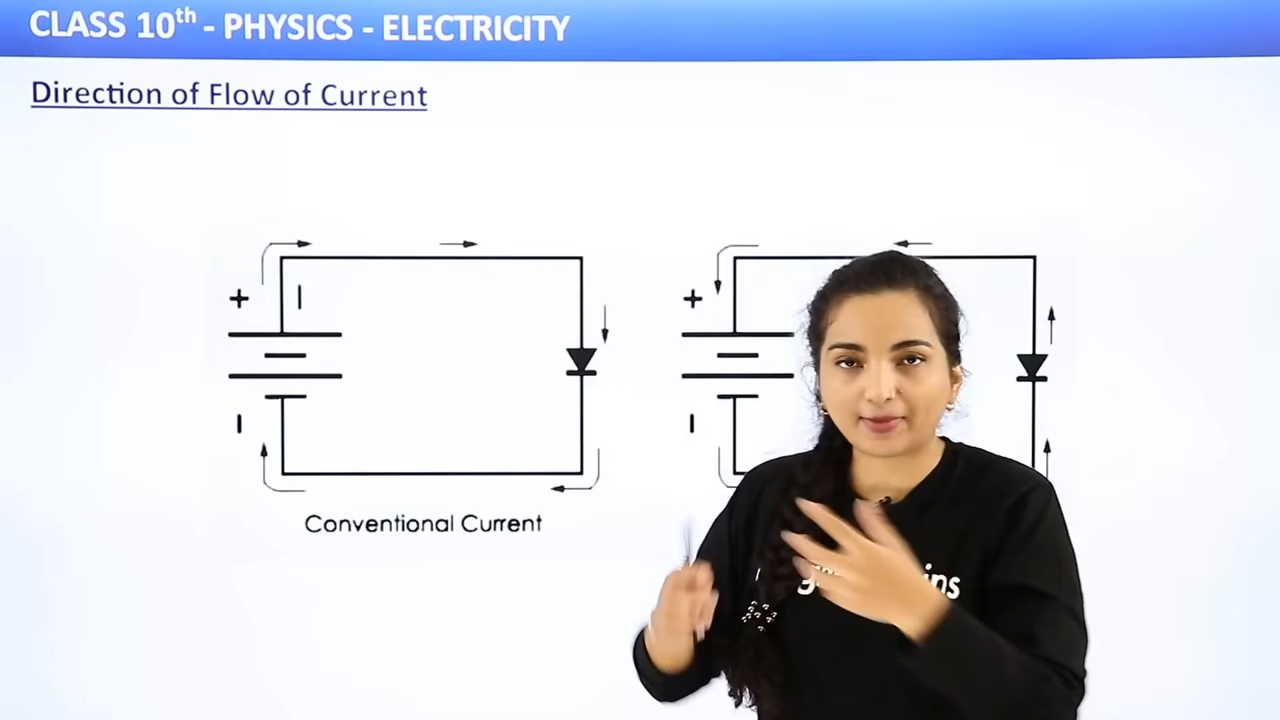 CLASS 10th - PHYSICS - ELECTRICITY
Direction of Flow of Current
+ I +
− −
Conventional Current